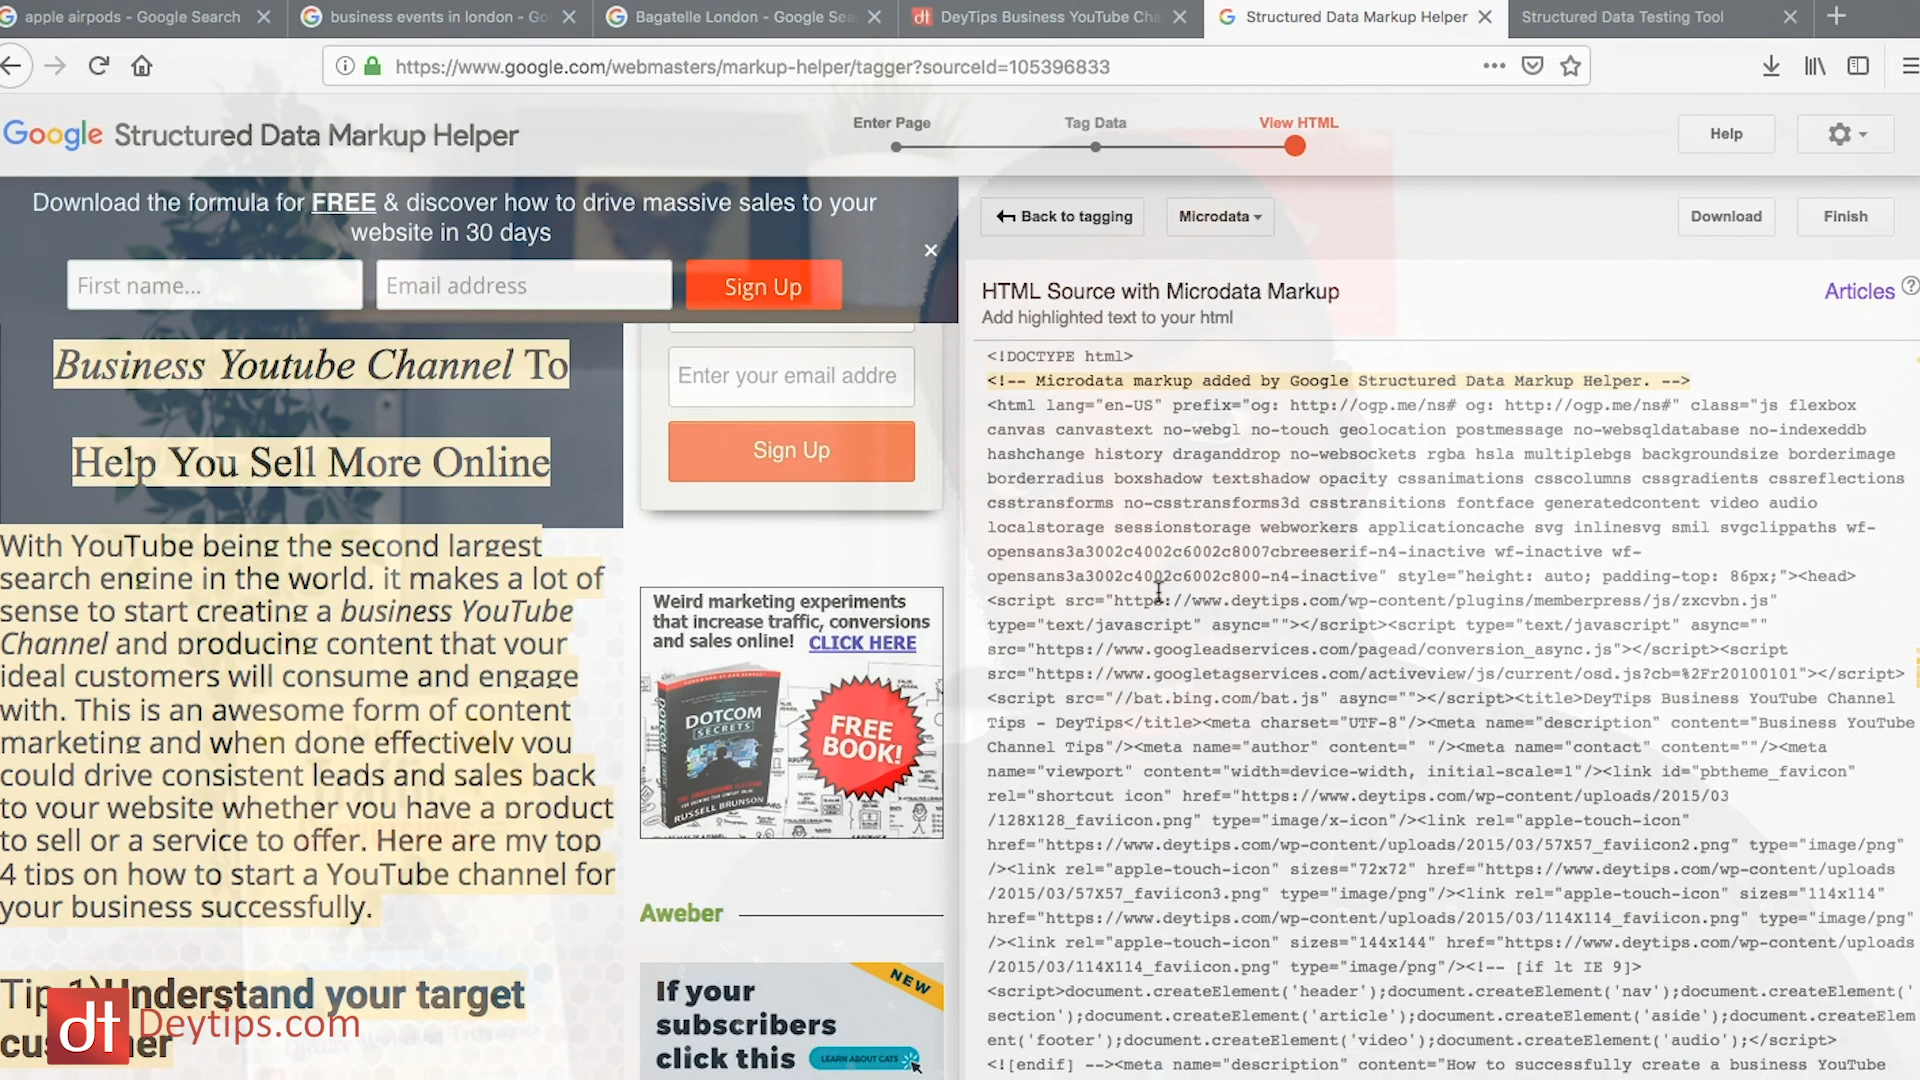 apple airpods - Google Search
business events in london - Go
Bagatelle London - Google Sea
DeyTips Business YouTube Cha
Structured Data Markup Helper
Structured Data Testing Tool
https://www.google.com/webmasters/markup-helper/tagger?sourceId=105396833
Google Structured Data Markup Helper
Enter Page
Tag Data
View HTML
Help
Download the formula for FREE & discover how to drive massive sales to your
website in 30 days
First name...
Email address
Sign Up
Back to tagging
Microdata
Download
Finish
HTML Source with Microdata Markup
Articles
Add highlighted text to your html
Business Youtube Channel To
Help You Sell More Online
With YouTube being the second largest
search engine in the world. it makes a lot of
sense to start creating a business YouTube
Channel and producing content that your
ideal customers will consume and engage
with. This is an awesome form of content
marketing and when done effectively you
could drive consistent leads and sales back
to your website whether you have a product
to sell or a service to offer. Here are my top
4 tips on how to start a YouTube channel for
your business successfully.
Tip 1)Understand your target
dt Deytips.com
Enter your email addre
Sign Up
Weird marketing experiments
that increase traffic, conversions
and sales online! CLICK HERE
DOTCOM
SECRETS
RUSSELL BRUNSON
FREE
BOOK!
Aweber
NEW
If your
subscribers
click this
LEARN ABOUT CATS
<!DOCTYPE html>
<!-- Microdata markup added by Google Structured Data Markup Helper. -->
<html lang="en-US" prefix="og: http://ogp.me/ns# og: http://ogp.me/ns#" class="js flexbox
canvas canvastext no-webgl no-touch geolocation postmessage no-websqldatabase no-indexeddb
hashchange history draganddrop no-websockets rgba hsla multiplebgs backgroundsize borderimage
borderradius boxshadow textshadow opacity cssanimations csscolumns cssgradients cssreflections
csstransforms no-csstransforms3d csstransitions fontface generatedcontent video audio
localstorage sessionstorage webworkers applicationcache svg inlinesvg smil svgclippaths wf-
opensans3a3002c4002c6002c8007cbreeserif-n4-inactive wf-inactive wf-
opensans3a3002c4002c6002c800-n4-inactive" style="height: auto; padding-top: 86px;"><head>
<script src="https://www.deytips.com/wp-content/plugins/memberpress/js/zxcvbn.js"
type="text/javascript" async=""></script><script type="text/javascript" async=""
src="https://www.googleadservices.com/pagead/conversion_async.js"></script><script
src="https://www.googletagservices.com/activeview/js/current/osd.js?cb=%2Fr20100101"></script>
<script src="//bat.bing.com/bat.js" async=""></script><title>DeyTips Business YouTube Channel
Tips - DeyTips</title><meta charset="UTF-8"/><meta name="description" content="Business YouTube
Channel Tips"/><meta name="author" content=" "/><meta name="contact" content=""/><meta
name="viewport" content="width=device-width, initial-scale=1"/><link id="pbtheme_favicon"
rel="shortcut icon" href="https://www.deytips.com/wp-content/uploads/2015/03
/128X128_faviicon.png" type="image/x-icon"/><link rel="apple-touch-icon"
href="https://www.deytips.com/wp-content/uploads/2015/03/57X57_faviicon2.png" type="image/png"
/><link rel="apple-touch-icon" sizes="72x72" href="https://www.deytips.com/wp-content/uploads
/2015/03/57X57_faviicon3.png" type="image/png"/><link rel="apple-touch-icon" sizes="114x114"
href="https://www.deytips.com/wp-content/uploads/2015/03/114X114_faviicon.png" type="image/png"
/><link rel="apple-touch-icon" sizes="144x144" href="https://www.deytips.com/wp-content/uploads
/2015/03/114X114_faviicon.png" type="image/png"/><!-- [if lt IE 9]>
<script>document.createElement('header');document.createElement('nav');document.createElement('
section');document.createElement('article');document.createElement('aside');document.createElem
ent('footer');document.createElement('video');document.createElement('audio');</script>
<![endif] --><meta name="description" content="How to successfully create a business YouTube